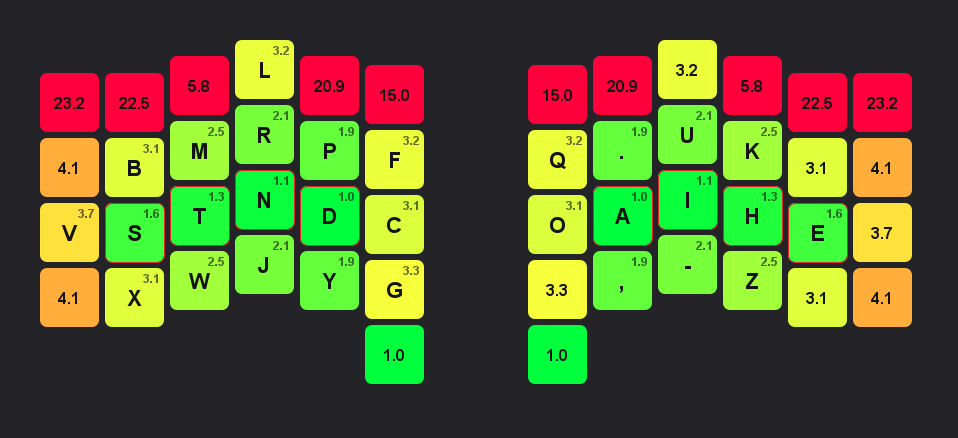 23.2 22.5 5.8 L 3.2 20.9 15.0 15.0 20.9 3.2 5.8 22.5 23.2
4.1 B 3.1 M 2.5 R 2.1 P 1.9 F 3.2 Q 3.2 . 1.9 U 2.1 K 2.5 3.1 4.1
V 3.7 S 1.6 T 1.3 N 1.1 D 1.0 C 3.1 O 3.1 A 1.0 I 1.1 H 1.3 E 1.6 3.7
4.1 X 3.1 W 2.5 J 2.1 Y 1.9 G 3.3 3.3 , 1.9 - 2.1 Z 2.5 3.1 4.1
1.0 1.0